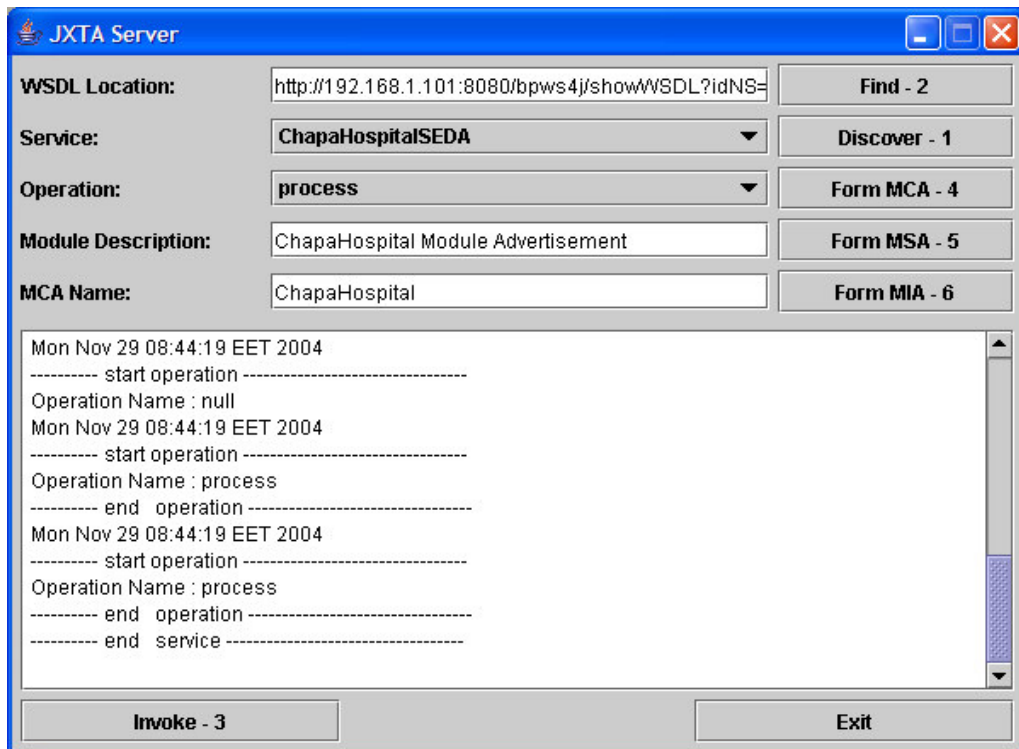 JXTA Server
WSDL Location: http://192.168.1.101:8080/bpws4j/showWSDL?idNS= Find - 2
Service: ChapaHospitalSEDA Discover - 1
Operation: process Form MCA - 4
Module Description: ChapaHospital Module Advertisement Form MSA - 5
MCA Name: ChapaHospital Form MIA - 6
Mon Nov 29 08:44:19 EET 2004
---------- start operation ---------------------------------
Operation Name : null
Mon Nov 29 08:44:19 EET 2004
---------- start operation ---------------------------------
Operation Name : process
---------- end   operation ---------------------------------
Mon Nov 29 08:44:19 EET 2004
---------- start operation ---------------------------------
Operation Name : process
---------- end   operation ---------------------------------
---------- end   service -----------------------------------
Invoke - 3 Exit